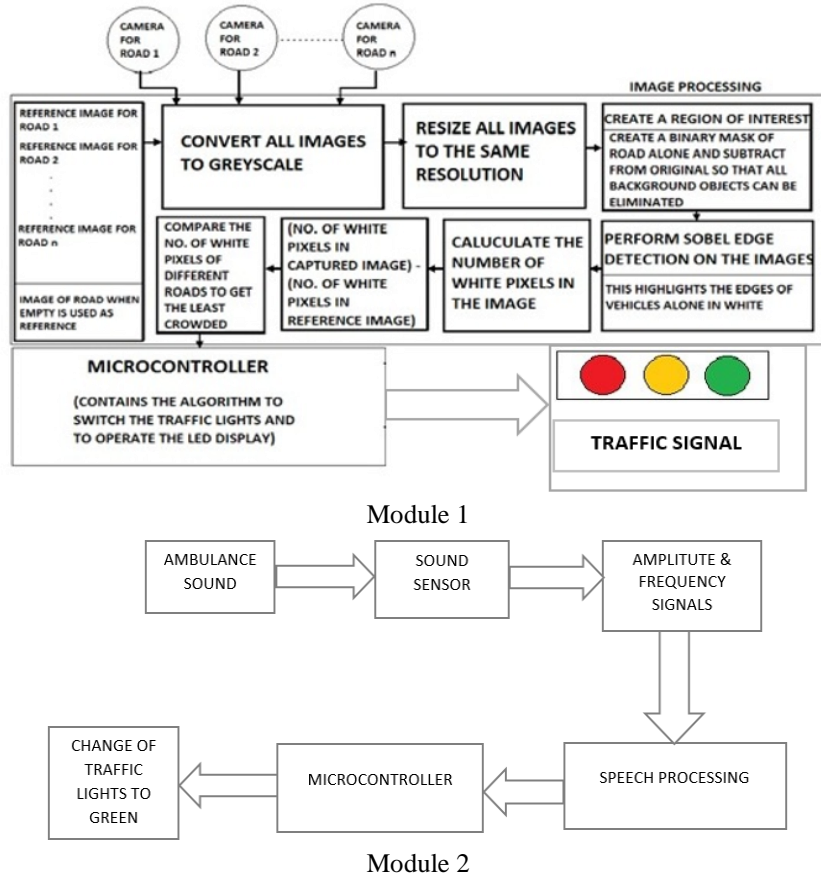 CAMERA
FOR
ROAD 1
CAMERA
FOR
ROAD 2
CAMERA
FOR
ROAD n
IMAGE PROCESSING
REFERENCE IMAGE FOR
ROAD 1
REFERENCE IMAGE FOR
ROAD 2
REFERENCE IMAGE FOR
ROAD n
IMAGE OF ROAD WHEN
EMPTY IS USED AS
REFERENCE
CONVERT ALL IMAGES
TO GREYSCALE
RESIZE ALL IMAGES
TO THE SAME
RESOLUTION
CREATE A REGION OF INTEREST
CREATE A BINARY MASK OF
ROAD ALONE AND SUBTRACT
FROM ORIGINAL SO THAT ALL
BACKGROUND OBJECTS CAN BE
ELIMINATED
PERFORM SOBEL EDGE
DETECTION ON THE IMAGES
THIS HIGHLIGHTS THE EDGES OF
VEHICLES ALONE IN WHITE
CALUCULATE THE
NUMBER OF
WHITE PIXELS IN
THE IMAGE
(NO. OF WHITE
PIXELS IN
CAPTURED IMAGE) -
(NO. OF WHITE
PIXELS IN
REFERENCE IMAGE)
COMPARE THE
NO. OF WHITE
PIXELS OF
DIFFERENT
ROADS TO GET
THE LEAST
CROWDED
MICROCONTROLLER
(CONTAINS THE ALGORITHM TO
SWITCH THE TRAFFIC LIGHTS AND
TO OPERATE THE LED DISPLAY)
TRAFFIC SIGNAL
Module 1
AMBULANCE
SOUND
SOUND
SENSOR
AMPLITUTE &
FREQUENCY
SIGNALS
SPEECH PROCESSING
MICROCONTROLLER
CHANGE OF
TRAFFIC
LIGHTS TO
GREEN
Module 2